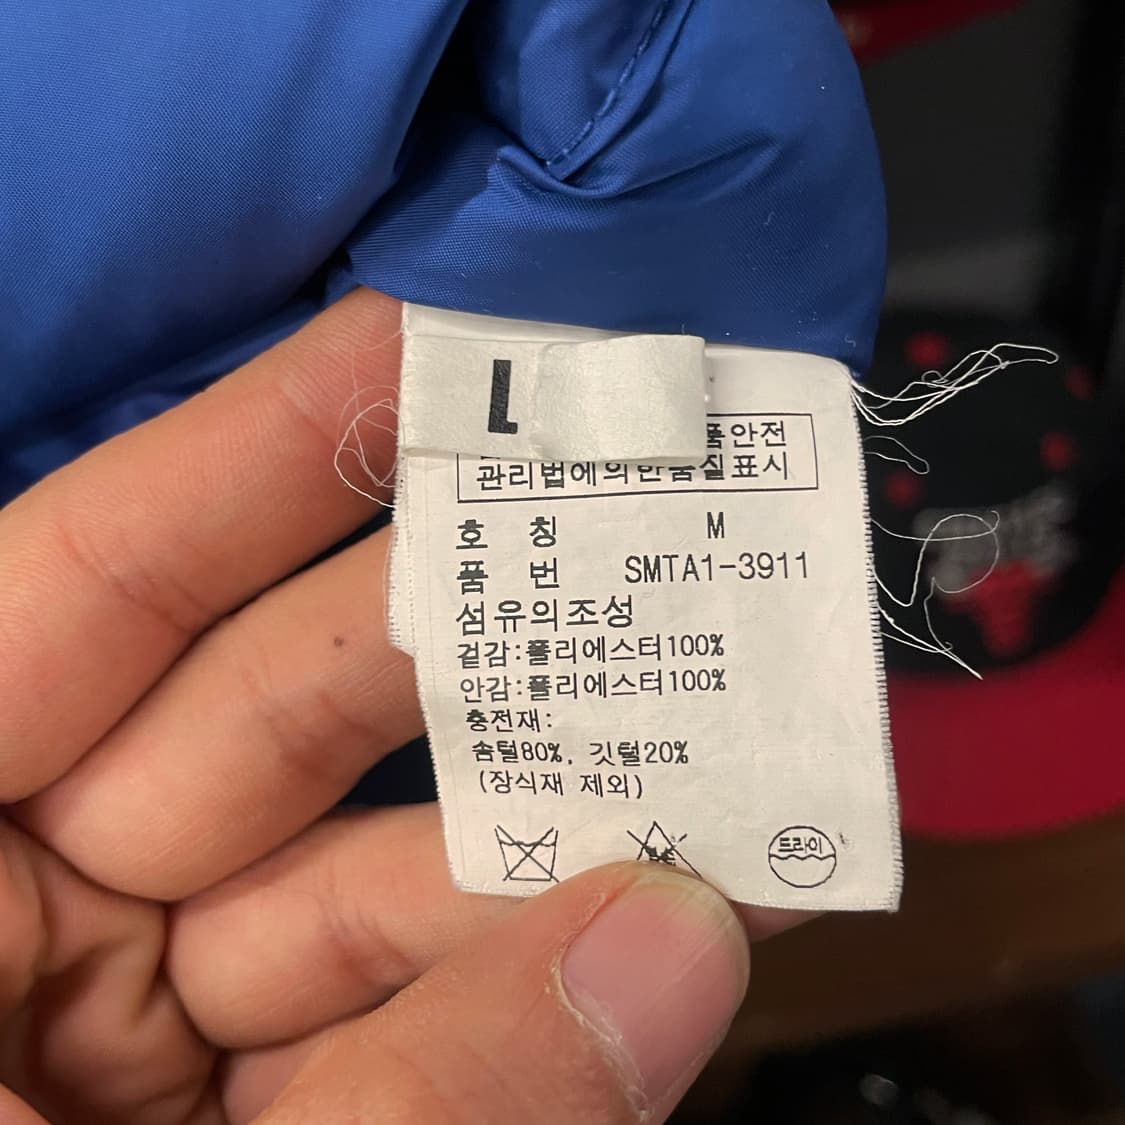 1
품안전
관리법에의한품질표시
호 칭 M
품 번 SMTA1-3911
섬유의조성
겉감:폴리에스터100%
안감:폴리에스터100%
충전재:
솜털80%, 깃털20%
(장식재 제외)
드라이